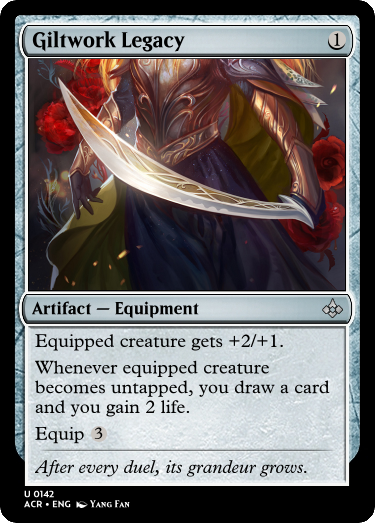 Giltwork Legacy 1
Artifact — Equipment
Equipped creature gets +2/+1.
Whenever equipped creature
becomes untapped, you draw a card
and you gain 2 life.
Equip 3
After every duel, its grandeur grows.
U 0142
ACR • ENG Yang Fan